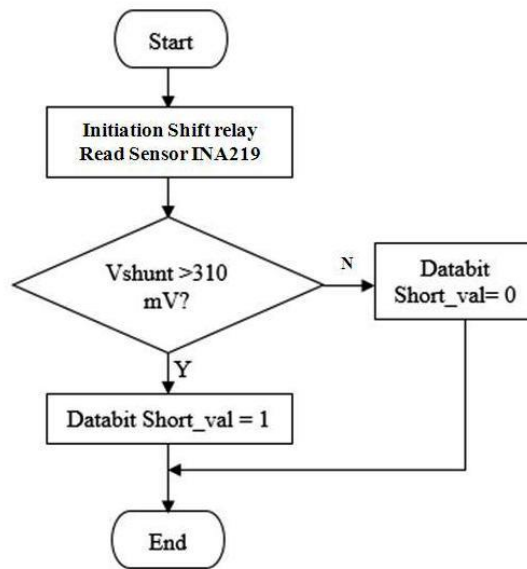 Start
Initiation Shift relay
Read Sensor INA219
Vshunt >310
mV?
N
Databit
Short_val= 0
Y
Databit Short_val = 1
End